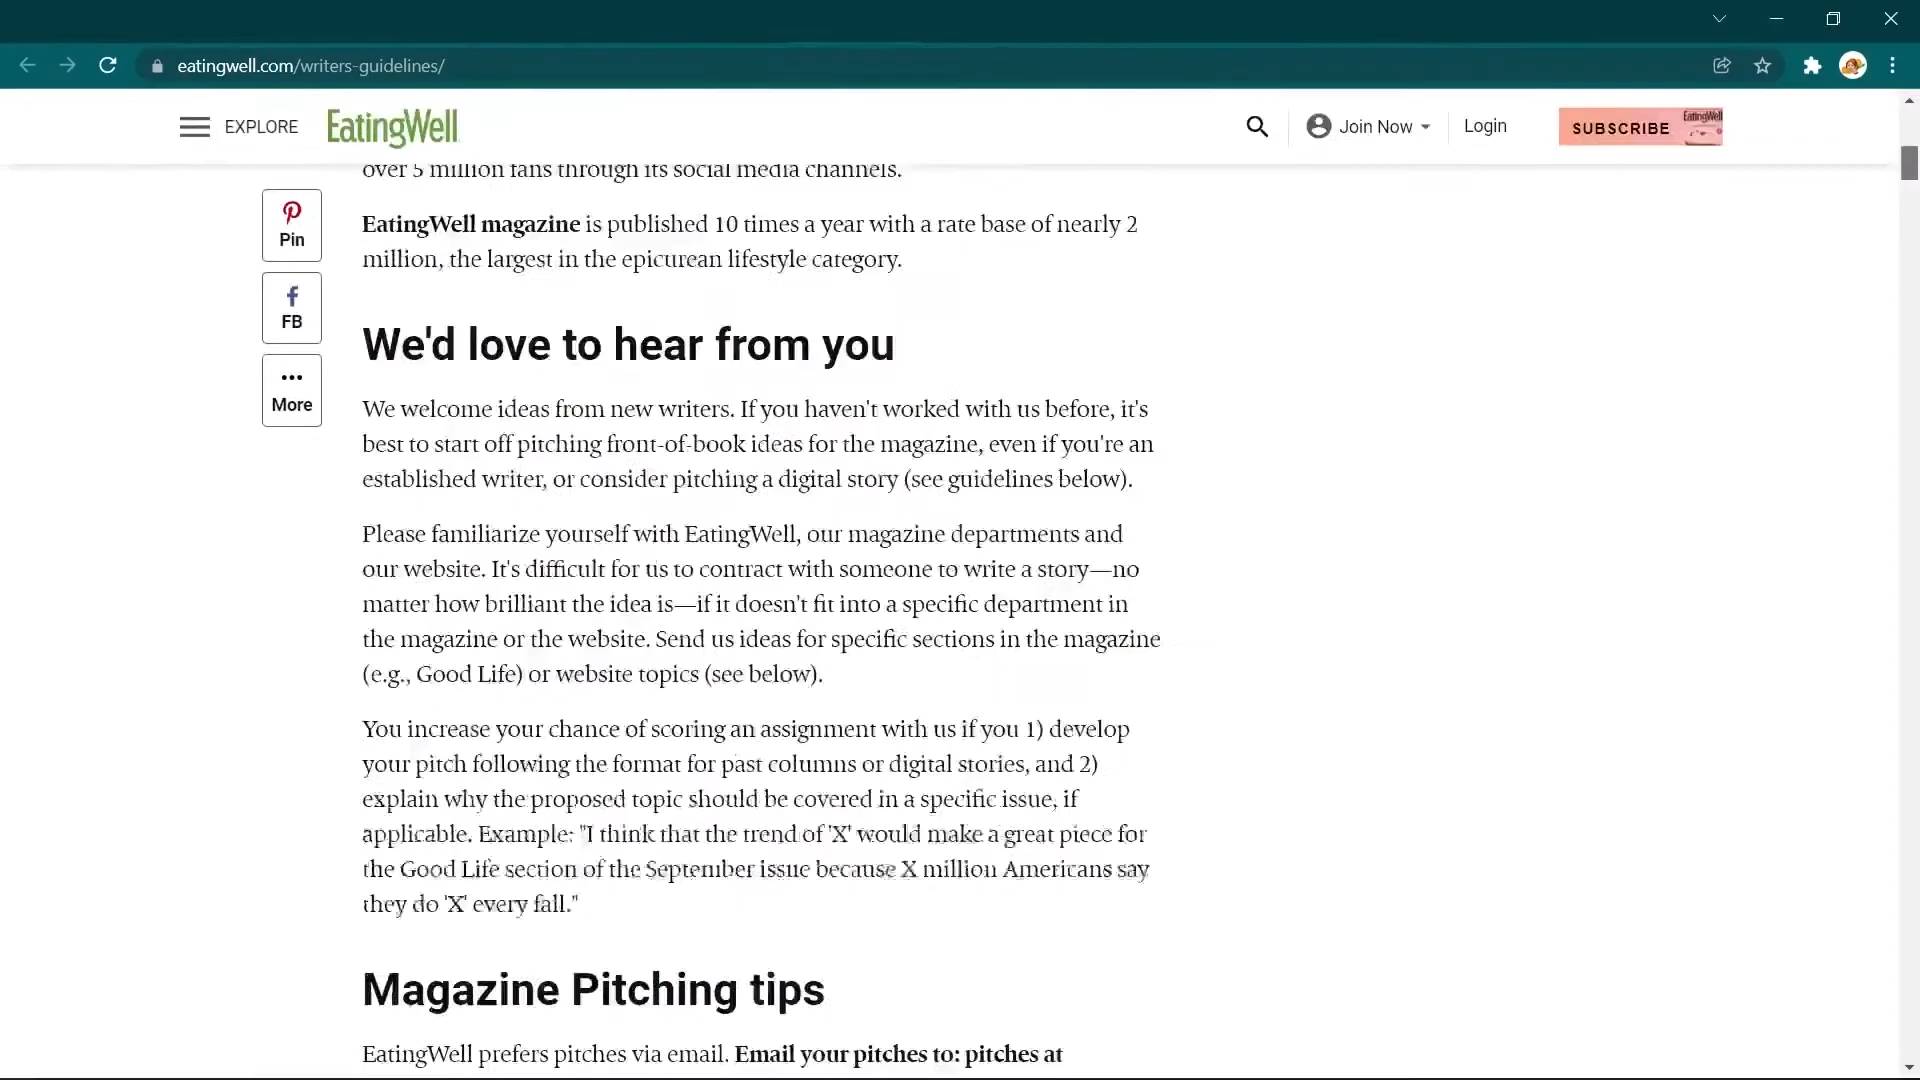 eatingwell.com/writers-guidelines/
EXPLORE
EatingWell
Join Now
Login
SUBSCRIBE
EatingWell
over 5 million fans through its social media channels.
Pin
FB
More
EatingWell magazine is published 10 times a year with a rate base of nearly 2
million, the largest in the epicurean lifestyle category.
We'd love to hear from you
We welcome ideas from new writers. If you haven't worked with us before, it's
best to start off pitching front-of-book ideas for the magazine, even if you're an
established writer, or consider pitching a digital story (see guidelines below).
Please familiarize yourself with EatingWell, our magazine departments and
our website. It's difficult for us to contract with someone to write a story—no
matter how brilliant the idea is—if it doesn't fit into a specific department in
the magazine or the website. Send us ideas for specific sections in the magazine
(e.g., Good Life) or website topics (see below).
You increase your chance of scoring an assignment with us if you 1) develop
your pitch following the format for past columns or digital stories, and 2)
explain why the proposed topic should be covered in a specific issue, if
applicable. Example: "I think that the trend of 'X' would make a great piece for
the Good Life section of the September issue because X million Americans say
they do 'X' every fall."
Magazine Pitching tips
EatingWell prefers pitches via email. Email your pitches to: pitches at